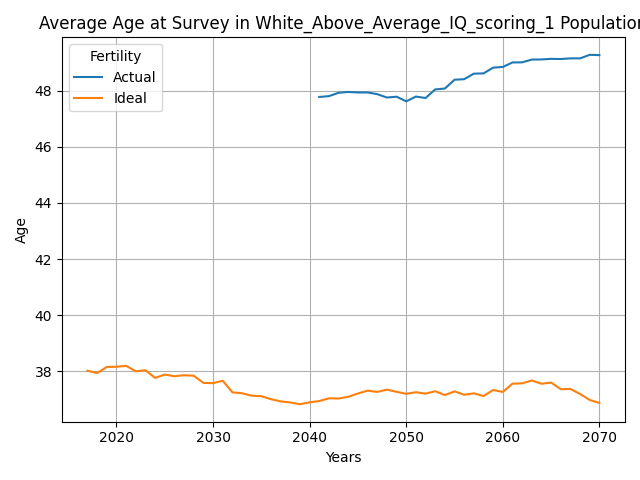 Average Age at Survey in White_Above_Average_IQ_scoring_1 Population
Fertility
Actual
Ideal
48
46
44
42
40
38
Age
2020 2030 2040 2050 2060 2070
Years